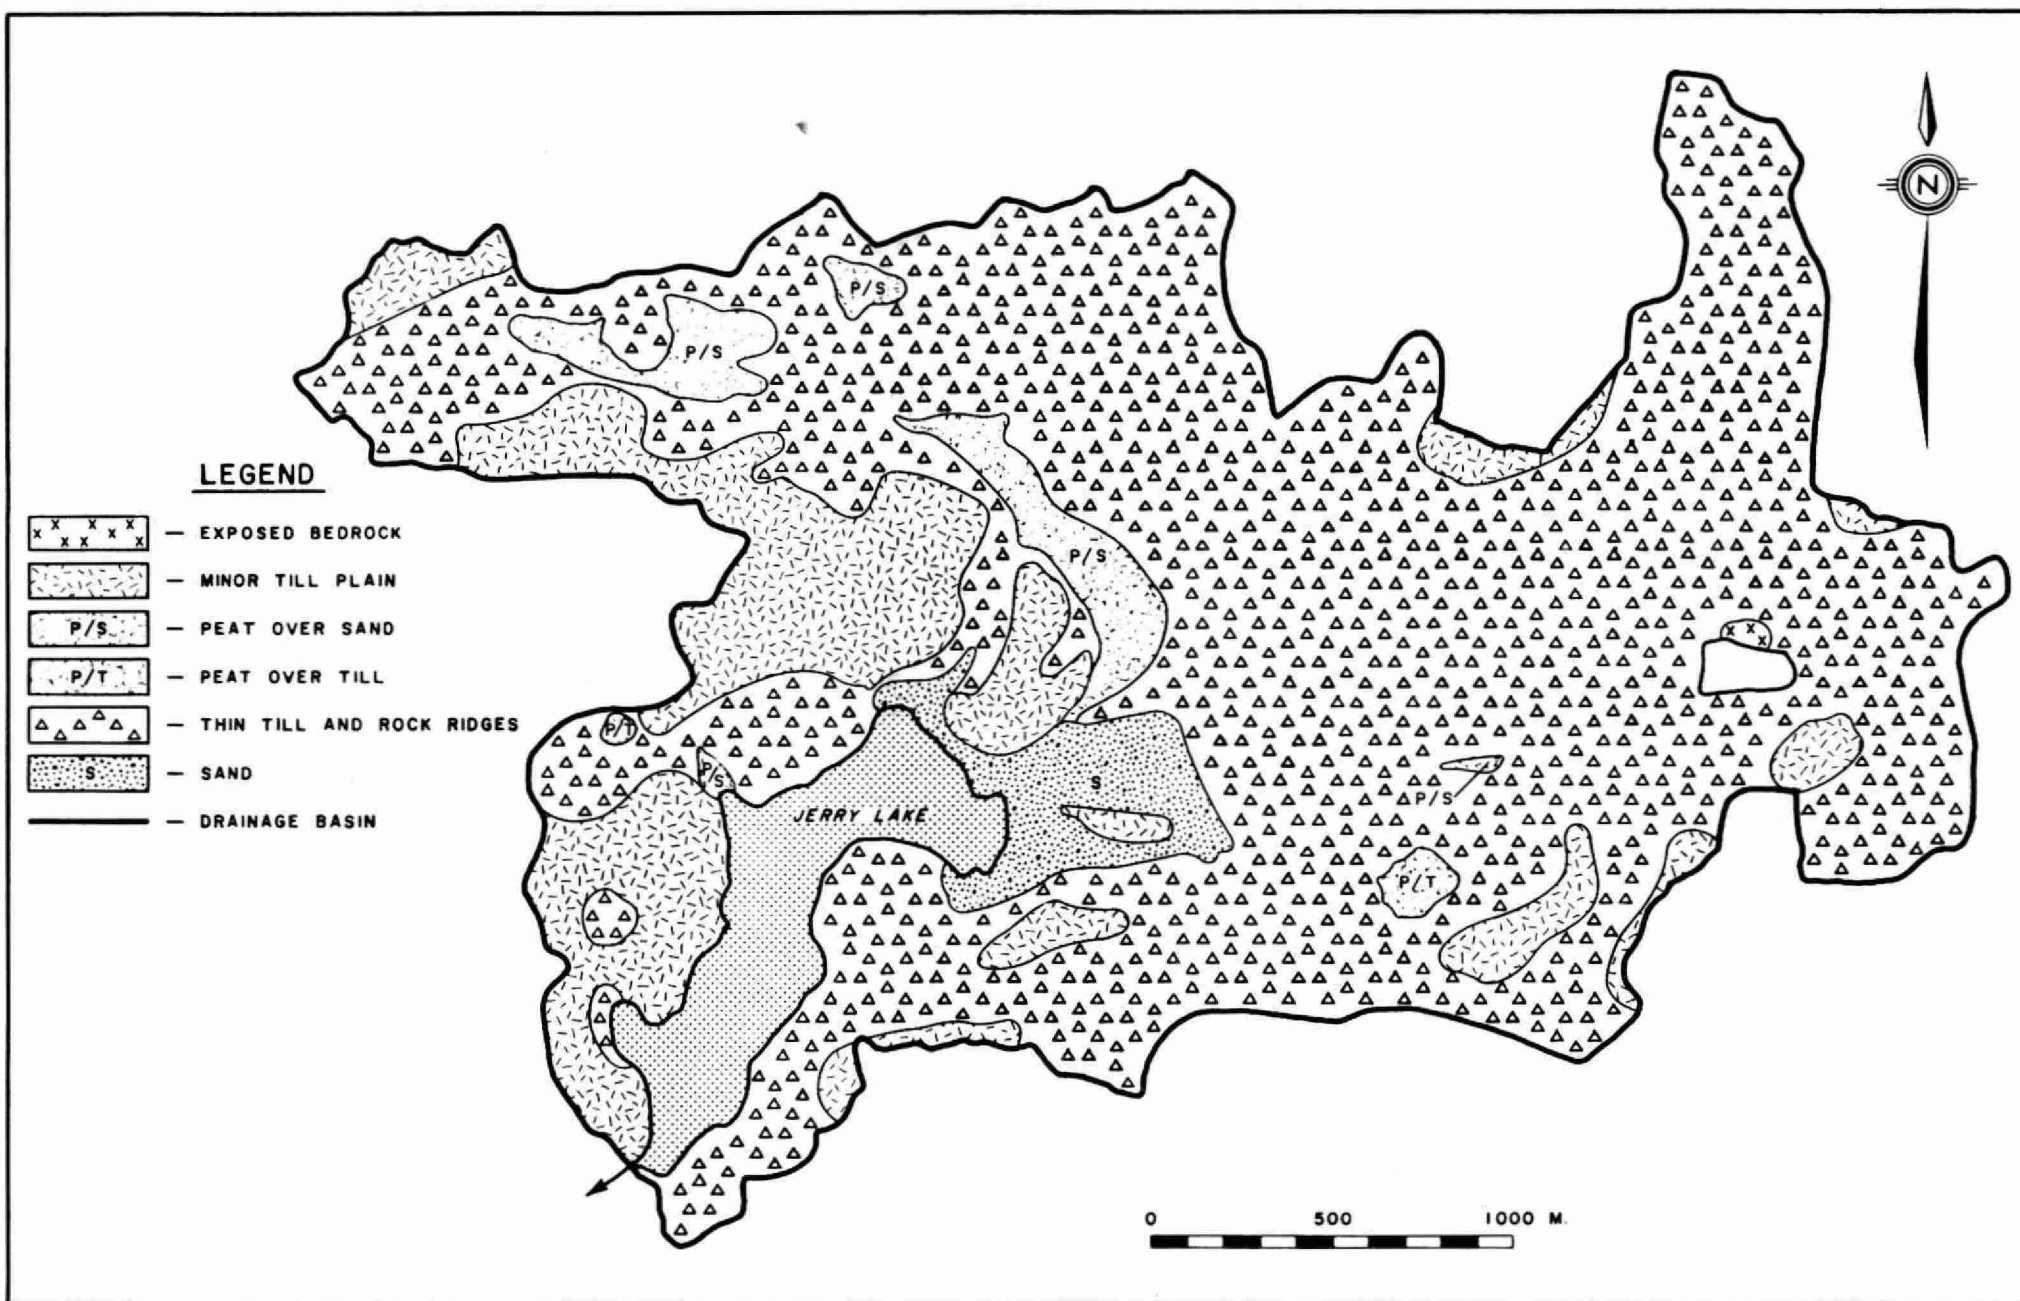 N
P/S
P/S
P/S
LEGEND
— EXPOSED BEDROCK
— MINOR TILL PLAIN
P/S — PEAT OVER SAND
P/T — PEAT OVER TILL
— THIN TILL AND ROCK RIDGES
S — SAND
— DRAINAGE BASIN
P/T
P/S
S
P/S
JERRY LAKE
P/T
0 500 1000 M.